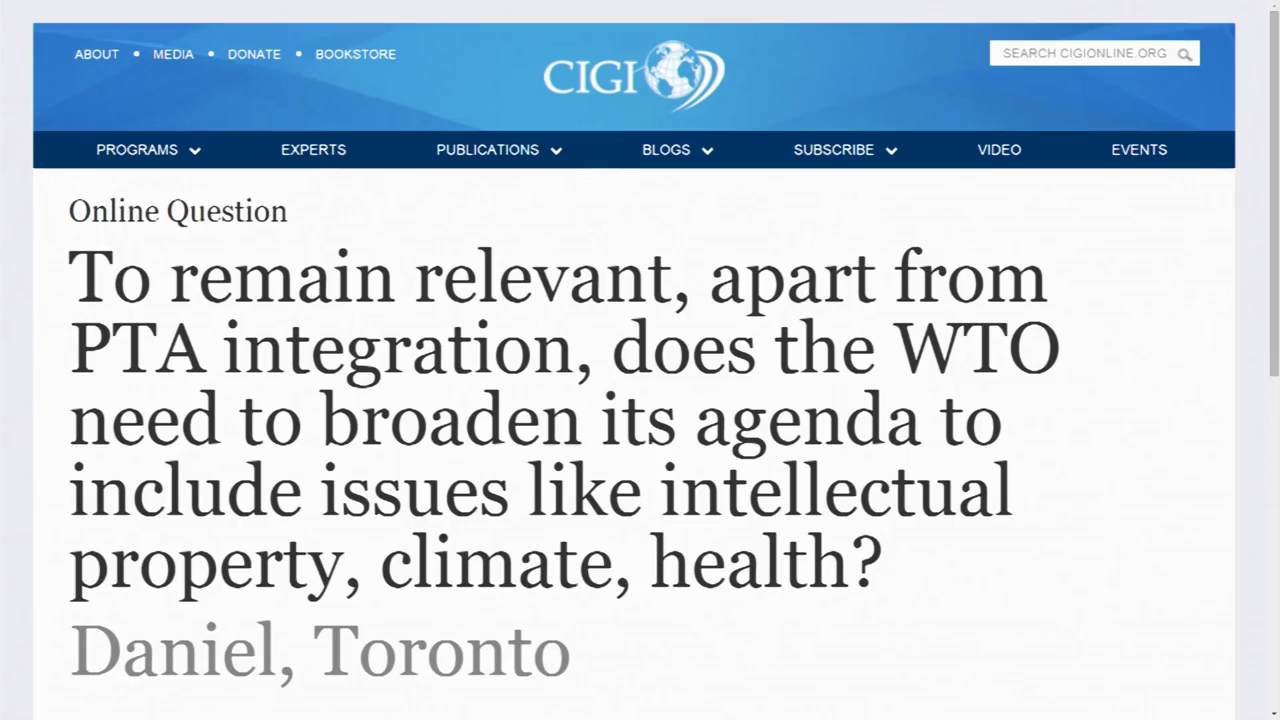 ABOUT • MEDIA • DONATE • BOOKSTORE
CIGI
SEARCH CIGIONLINE.ORG
PROGRAMS EXPERTS PUBLICATIONS BLOGS SUBSCRIBE VIDEO EVENTS
Online Question
To remain relevant, apart from
PTA integration, does the WTO
need to broaden its agenda to
include issues like intellectual
property, climate, health?
Daniel, Toronto